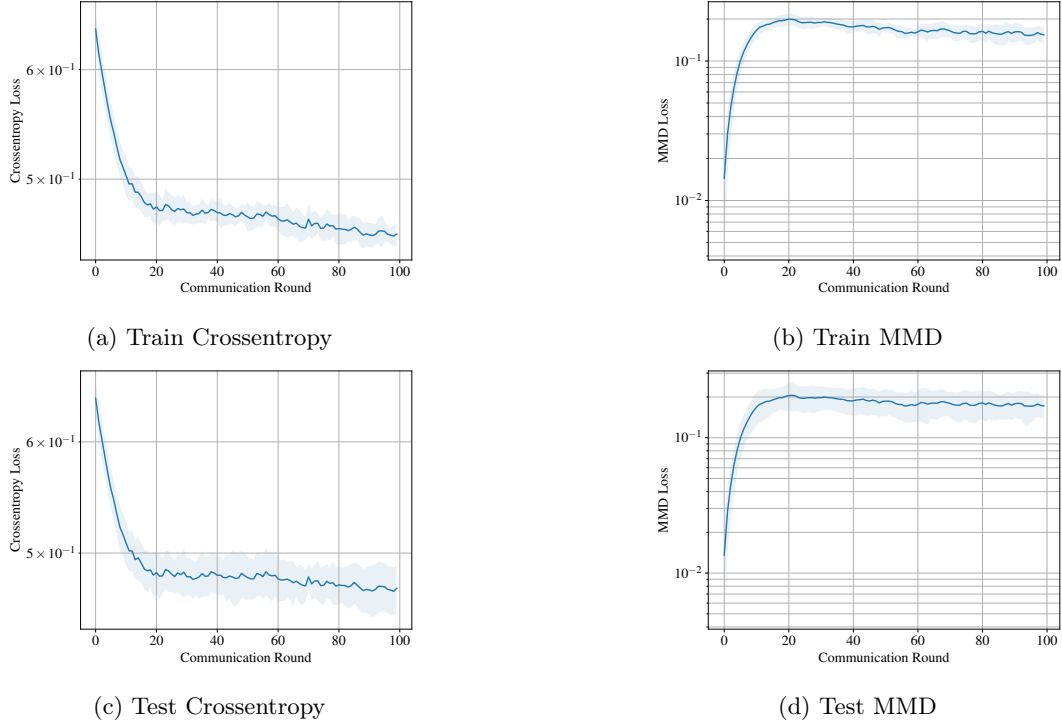 6 × 10⁻¹
5 × 10⁻¹
Crossentropy Loss
0 20 40 60 80 100
Communication Round
(a) Train Crossentropy
10⁻¹
10⁻²
MMD Loss
0 20 40 60 80 100
Communication Round
(b) Train MMD
6 × 10⁻¹
5 × 10⁻¹
Crossentropy Loss
0 20 40 60 80 100
Communication Round
(c) Test Crossentropy
10⁻¹
10⁻²
MMD Loss
0 20 40 60 80 100
Communication Round
(d) Test MMD